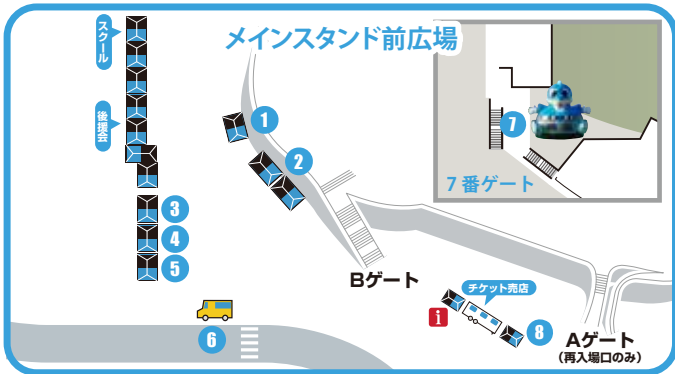 メインスタンド前広場
スクール
後援会
1
2
3
4
5
6
7
7番ゲート
Bゲート
チケット売店
i
8
Aゲート
(再入場口のみ)